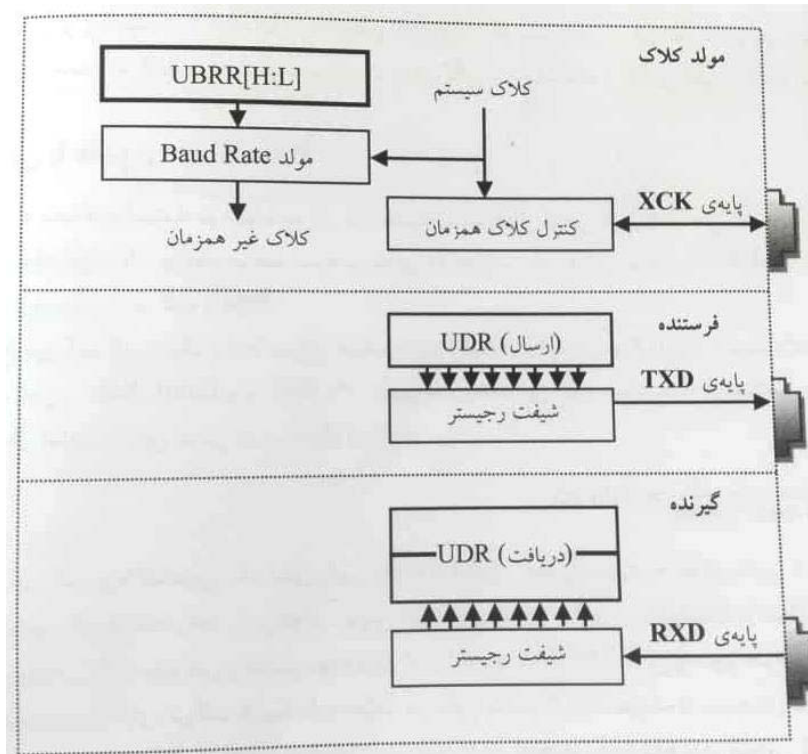 مولد کلاک
UBRR[H:L]
کلاک سیستم
مولد Baud Rate
کلاک غیر همزمان
کنترل کلاک همزمان
پایه‌ی XCK
فرستنده
UDR (ارسال)
شیفت رجیستر
پایه‌ی TXD
گیرنده
UDR (دریافت)
شیفت رجیستر
پایه‌ی RXD